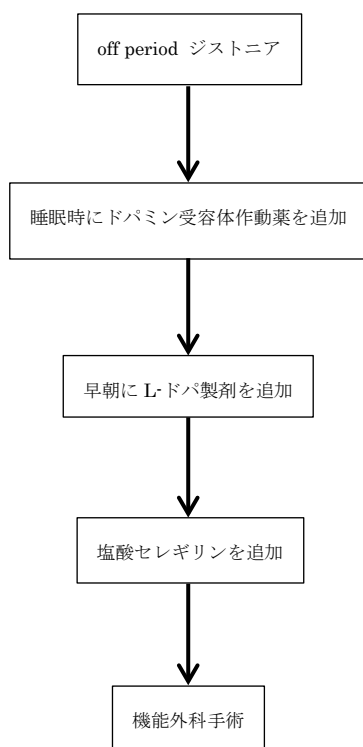 off period ジストニア
睡眠時にドパミン受容体作動薬を追加
早朝に L-ドパ製剤を追加
塩酸セレギリンを追加
機能外科手術